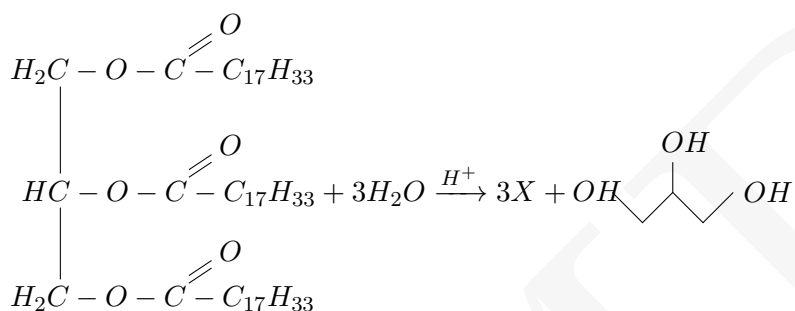 O
H₂C − O − C − C₁₇H₃₃
O
OH
HC − O − C − C₁₇H₃₃ + 3H₂O H⁺ → 3X + OH OH
O
H₂C − O − C − C₁₇H₃₃